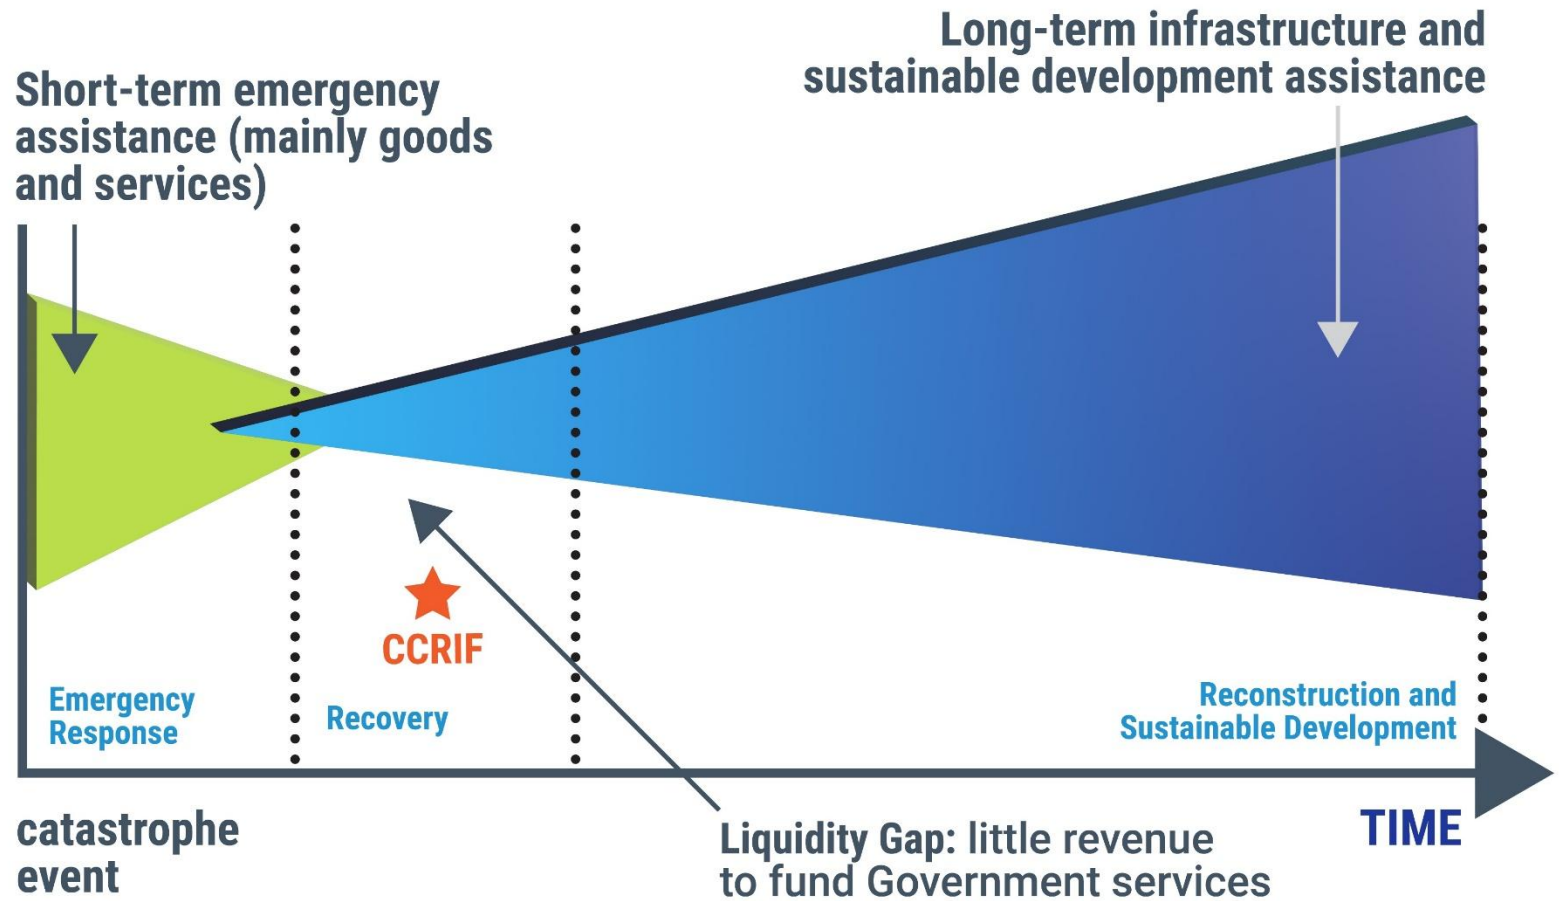 Long-term infrastructure and
sustainable development assistance
Short-term emergency
assistance (mainly goods
and services)
CCRIF
Emergency
Response
Recovery
Reconstruction and
Sustainable Development
catastrophe
event
Liquidity Gap: little revenue
to fund Government services
TIME